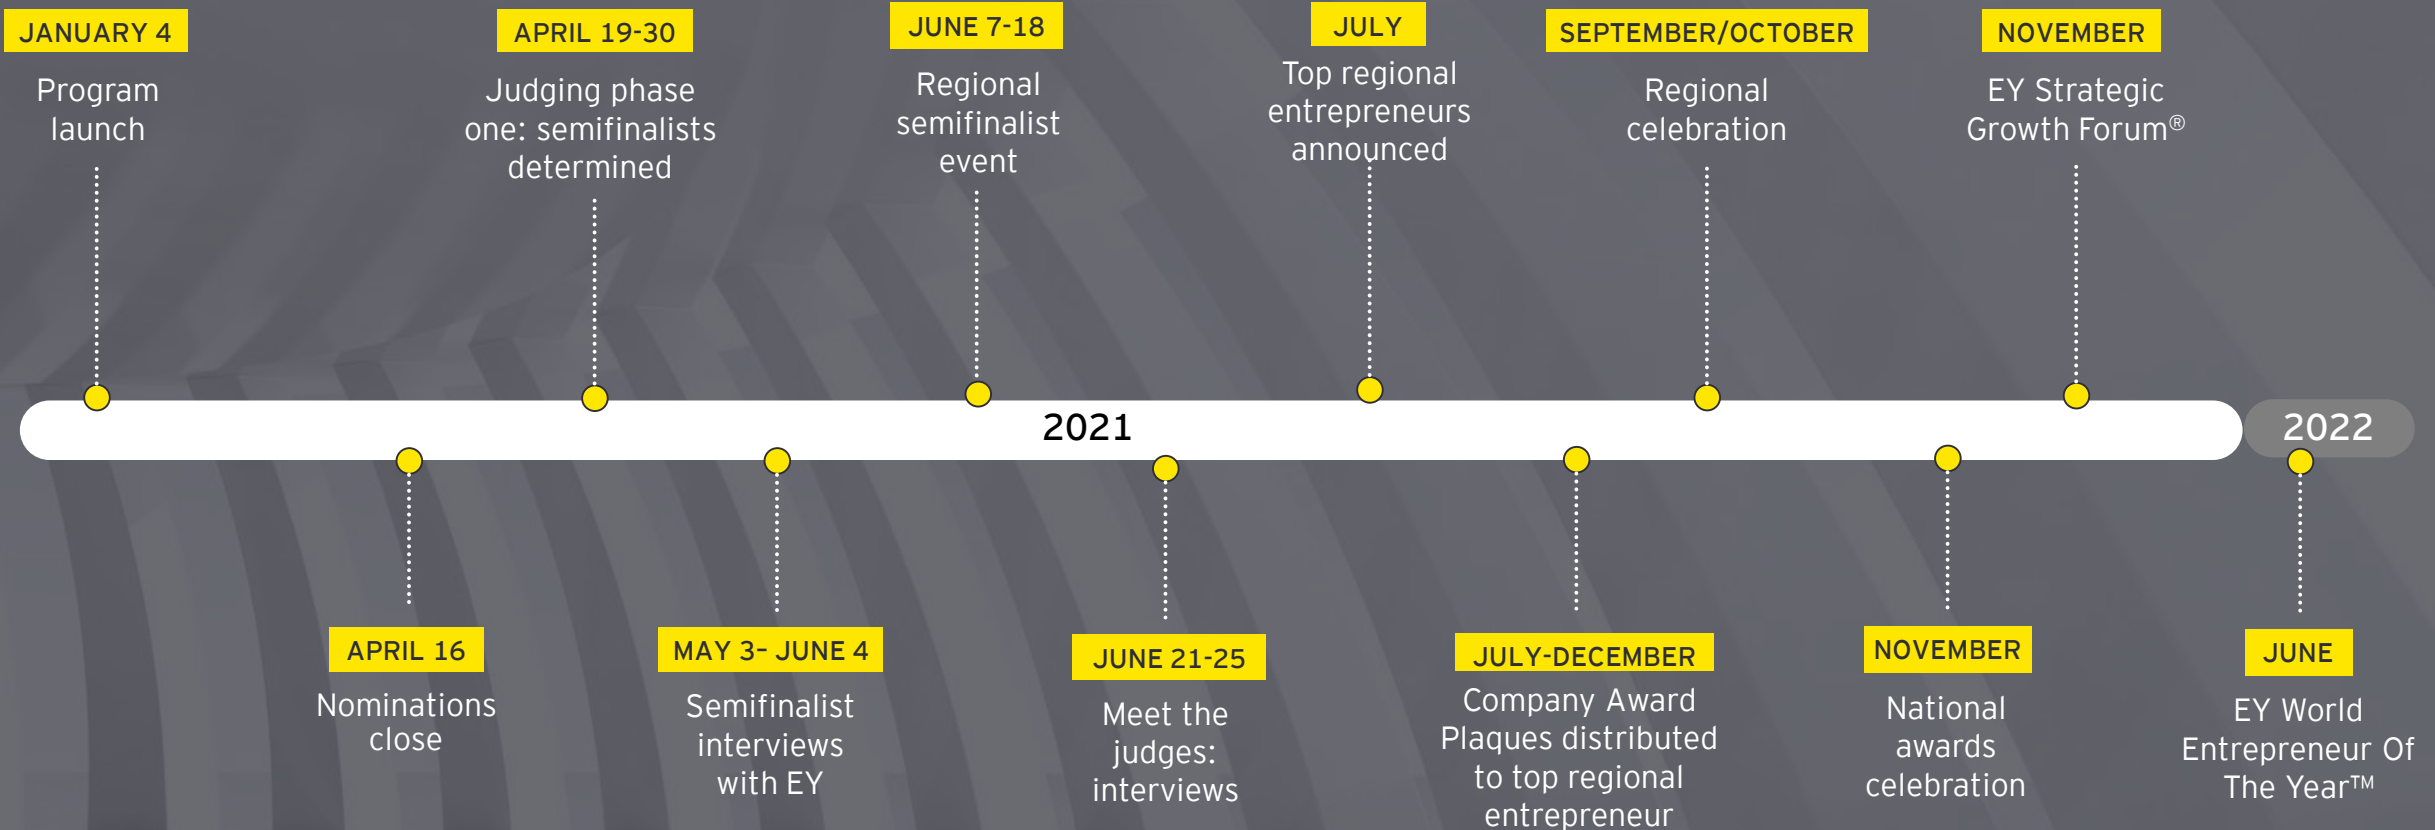 JANUARY 4
Program
launch
APRIL 19-30
Judging phase
one: semifinalists
determined
JUNE 7-18
Regional
semifinalist
event
JULY
Top regional
entrepreneurs
announced
SEPTEMBER/OCTOBER
Regional
celebration
NOVEMBER
EY Strategic
Growth Forum®
2021
2022
APRIL 16
Nominations
close
MAY 3– JUNE 4
Semifinalist
interviews
with EY
JUNE 21-25
Meet the
judges:
interviews
JULY-DECEMBER
Company Award
Plaques distributed
to top regional
entrepreneur
NOVEMBER
National
awards
celebration
JUNE
EY World
Entrepreneur Of
The Year™